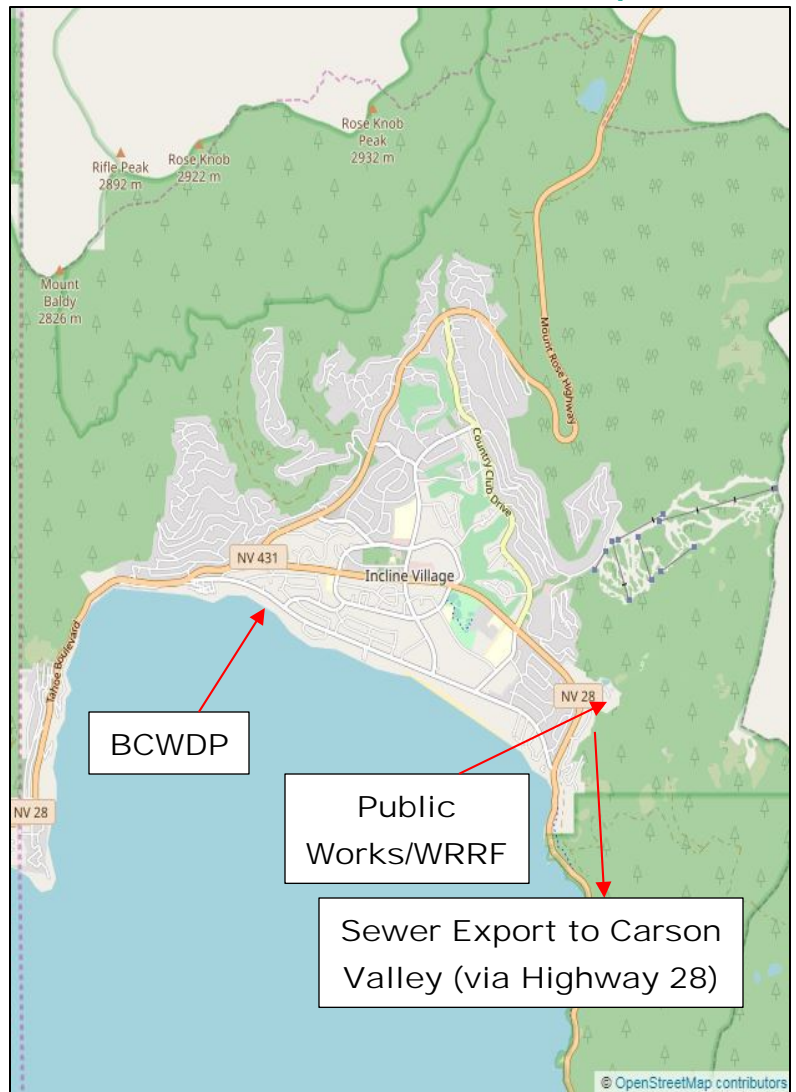 Rose Knob
Peak
2932 m
Rose Knob
2922 m
Rifle Peak
2892 m
Mount
Baldy
2826 m
Mount Rose Highway
Country Club Drive
NV 431
Incline Village
Tahoe Boulevard
NV 28
BCWDP
Public
Works/WRRF
NV 28
Sewer Export to Carson
Valley (via Highway 28)
© OpenStreetMap contributors